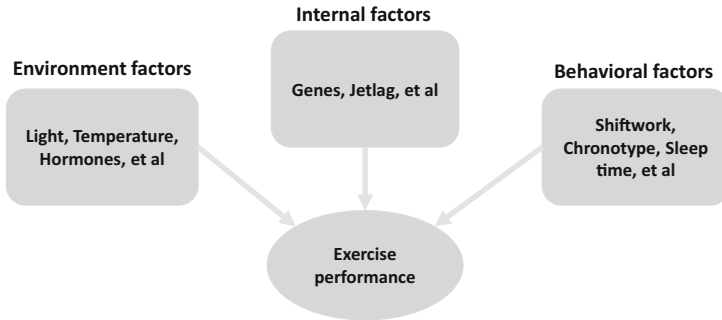 Internal factors
Genes, Jetlag, et al
Environment factors
Light, Temperature,
Hormones, et al
Behavioral factors
Shiftwork,
Chronotype, Sleep
time, et al
Exercise
performance